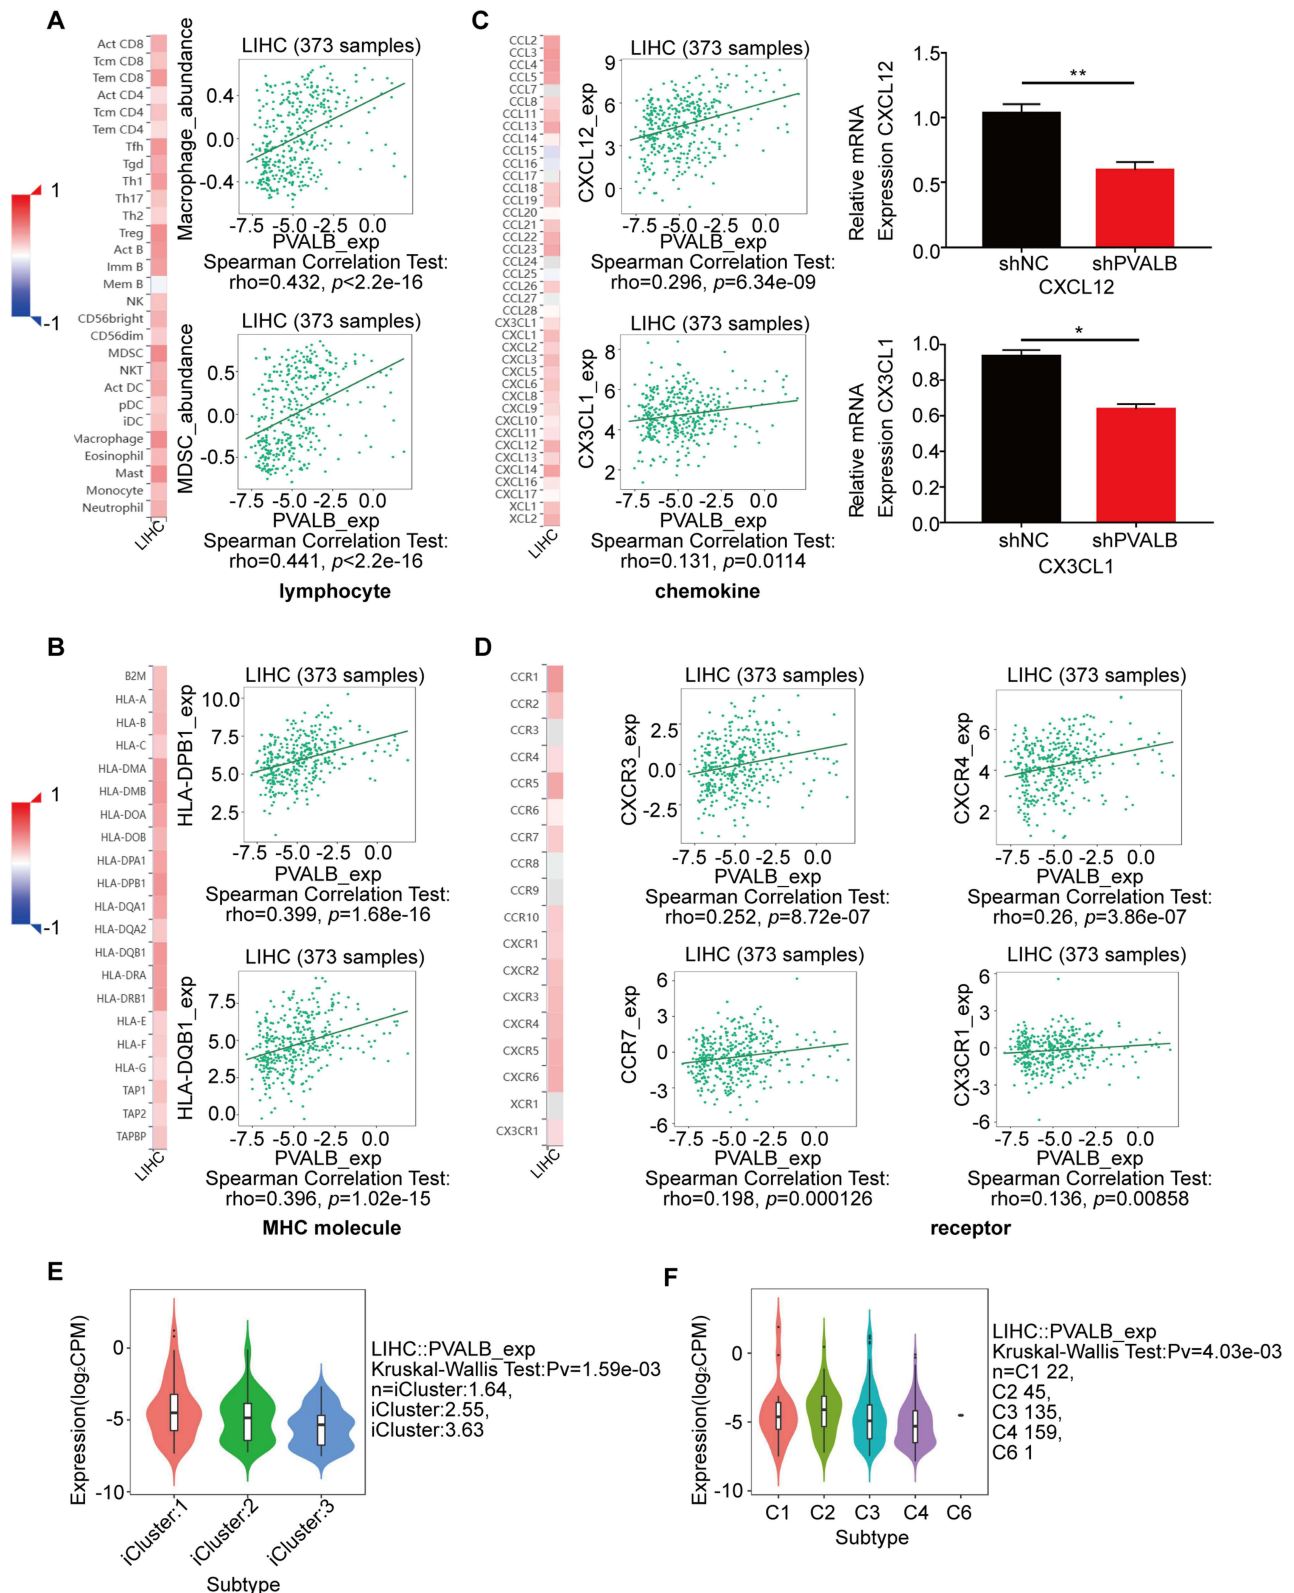 A
1
-1
Act CD8
Tcm CD8
Tem CD8
Act CD4
Tcm CD4
Tem CD4
Tfh
Tgd
Th1
Th17
Th2
Treg
Act B
Imm B
Mem B
NK
CD56bright
CD56dim
MDSC
NKT
Act DC
pDC
iDC
Macrophage
Eosinophil
Mast
Monocyte
Neutrophil
LIHC
LIHC (373 samples)
Macrophage_abundance
0.4
0.0
-0.4
-7.5 -5.0 -2.5 0.0
PVALB_exp
Spearman Correlation Test:
rho=0.432, p<2.2e-16
LIHC (373 samples)
MDSC_abundance
0.5
0.0
-0.5
-7.5 -5.0 -2.5 0.0
PVALB_exp
Spearman Correlation Test:
rho=0.441, p<2.2e-16
lymphocyte
C
CCL2
CCL3
CCL4
CCL5
CCL7
CCL8
CCL11
CCL13
CCL14
CCL15
CCL16
CCL17
CCL18
CCL19
CCL20
CCL21
CCL22
CCL23
CCL24
CCL25
CCL26
CCL27
CCL28
CX3CL1
CXCL1
CXCL2
CXCL3
CXCL5
CXCL6
CXCL8
CXCL9
CXCL10
CXCL11
CXCL12
CXCL13
CXCL14
CXCL16
CXCL17
XCL1
XCL2
LIHC
LIHC (373 samples)
CXCL12_exp
9
6
3
0
-7.5 -5.0 -2.5 0.0
PVALB_exp
Spearman Correlation Test:
rho=0.296, p=6.34e-09
LIHC (373 samples)
CX3CL1_exp
8
6
4
2
-7.5 -5.0 -2.5 0.0
PVALB_exp
Spearman Correlation Test:
rho=0.131, p=0.0114
chemokine
Relative mRNA
Expression CXCL12
1.5
1.0
0.5
0.0
**
shNC shPVALB
CXCL12
Relative mRNA
Expression CX3CL1
1.0
0.8
0.6
0.4
0.2
0.0
*
shNC shPVALB
CX3CL1
B
1
-1
B2M
HLA-A
HLA-B
HLA-C
HLA-DMA
HLA-DMB
HLA-DOA
HLA-DOB
HLA-DPA1
HLA-DPB1
HLA-DQA1
HLA-DQA2
HLA-DQB1
HLA-DRA
HLA-DRB1
HLA-E
HLA-F
HLA-G
TAP1
TAP2
TAPBP
LIHC
LIHC (373 samples)
HLA-DPB1_exp
10.0
7.5
5.0
2.5
-7.5 -5.0 -2.5 0.0
PVALB_exp
Spearman Correlation Test:
rho=0.399, p=1.68e-16
LIHC (373 samples)
HLA-DQB1_exp
7.5
5.0
2.5
0.0
-7.5 -5.0 -2.5 0.0
PVALB_exp
Spearman Correlation Test:
rho=0.396, p=1.02e-15
MHC molecule
D
CCR1
CCR2
CCR3
CCR4
CCR5
CCR6
CCR7
CCR8
CCR9
CCR10
CXCR1
CXCR2
CXCR3
CXCR4
CXCR5
CXCR6
XCR1
CX3CR1
LIHC
LIHC (373 samples)
CXCR3_exp
2.5
0.0
-2.5
-7.5 -5.0 -2.5 0.0
PVALB_exp
Spearman Correlation Test:
rho=0.252, p=8.72e-07
LIHC (373 samples)
CXCR4_exp
6
4
2
-7.5 -5.0 -2.5 0.0
PVALB_exp
Spearman Correlation Test:
rho=0.26, p=3.86e-07
LIHC (373 samples)
CCR7_exp
6
3
0
-3
-6
-7.5 -5.0 -2.5 0.0
PVALB_exp
Spearman Correlation Test:
rho=0.198, p=0.000126
LIHC (373 samples)
CX3CR1_exp
6
3
0
-3
-6
-7.5 -5.0 -2.5 0.0
PVALB_exp
Spearman Correlation Test:
rho=0.136, p=0.00858
receptor
E
Expression(log₂CPM)
0
-5
-10
iCluster:1
iCluster:2
iCluster:3
Subtype
LIHC::PVALB_exp
Kruskal-Wallis Test:Pv=1.59e-03
n=iCluster:1.64,
iCluster:2.55,
iCluster:3.63
F
Expression(log₂CPM)
0
-5
-10
C1 C2 C3 C4 C6
Subtype
LIHC::PVALB_exp
Kruskal-Wallis Test:Pv=4.03e-03
n=C1 22,
C2 45,
C3 135,
C4 159,
C6 1